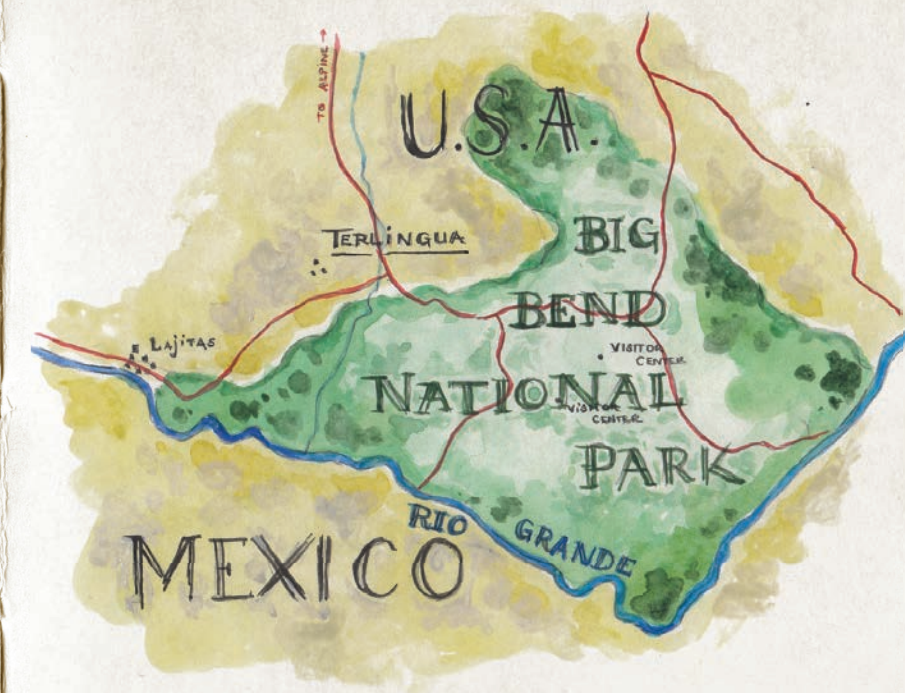 TO ALPINE →
U.S.A.
TERLINGUA
BIG
BEND
LAJITAS
VISITOR
CENTER
NATIONAL
VISITOR
CENTER
PARK
RIO GRANDE
MEXICO